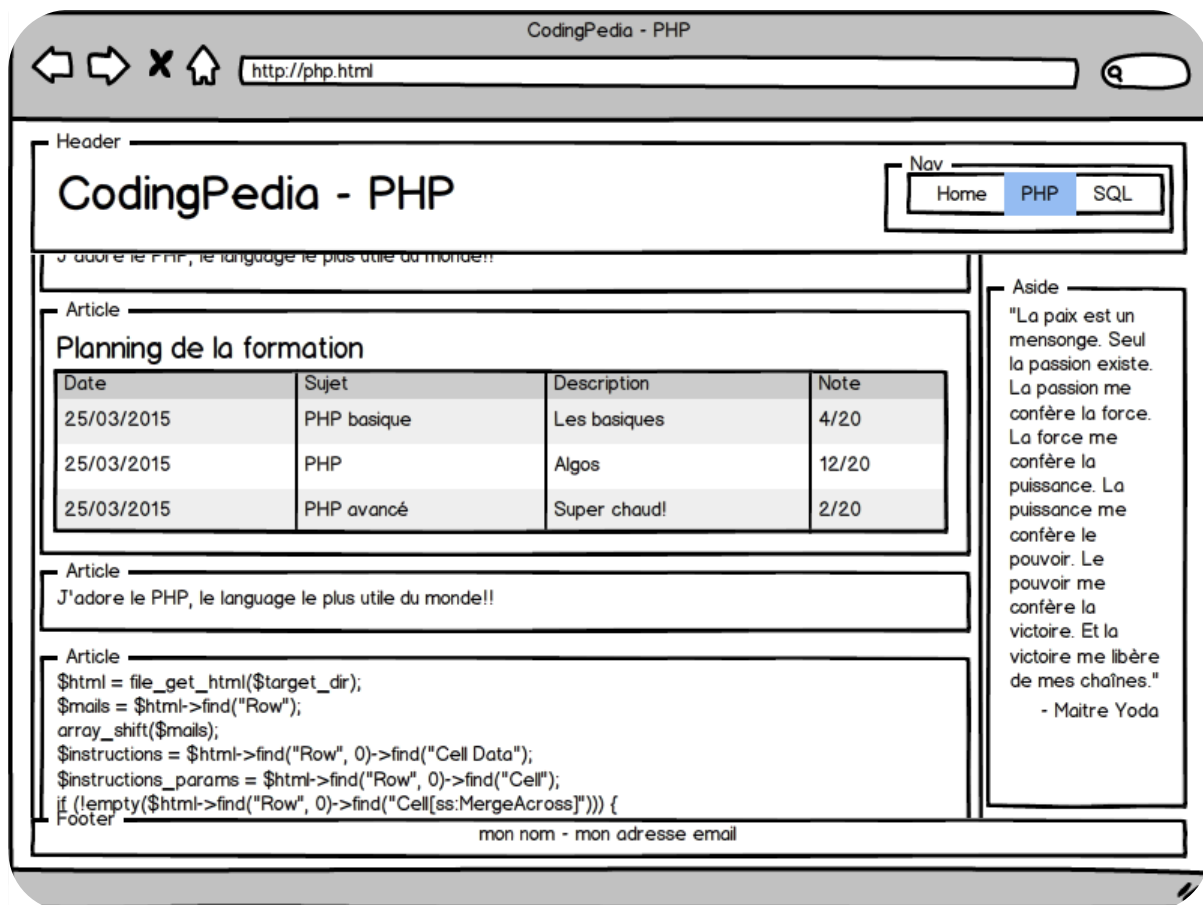 CodingPedia - PHP
http://php.html
Header
CodingPedia - PHP
Nav
Home PHP SQL
J'adore le PHP, le language le plus utile du monde!!
Article
Planning de la formation
Date Sujet Description Note
25/03/2015 PHP basique Les basiques 4/20
25/03/2015 PHP Algos 12/20
25/03/2015 PHP avancé Super chaud! 2/20
Article
J'adore le PHP, le language le plus utile du monde!!
Article
$html = file_get_html($target_dir);
$mails = $html->find("Row");
array_shift($mails);
$instructions = $html->find("Row", 0)->find("Cell Data");
$instructions_params = $html->find("Row", 0)->find("Cell");
if (!empty($html->find("Row", 0)->find("Cell[ss:MergeAcross]"))) {
Aside
"La paix est un
mensonge. Seul
la passion existe.
La passion me
confère la force.
La force me
confère la
puissance. La
puissance me
confère le
pouvoir. Le
pouvoir me
confère la
victoire. Et la
victoire me libère
de mes chaînes."
- Maitre Yoda
Footer
mon nom - mon adresse email